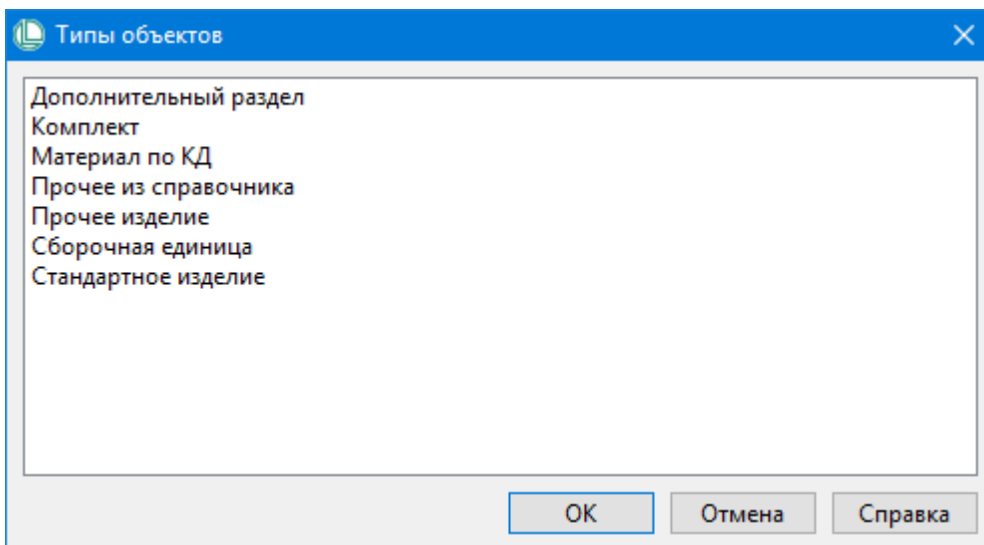 Типы объектов
Дополнительный раздел
Комплект
Материал по КД
Прочее из справочника
Прочее изделие
Сборочная единица
Стандартное изделие
ОК Отмена Справка